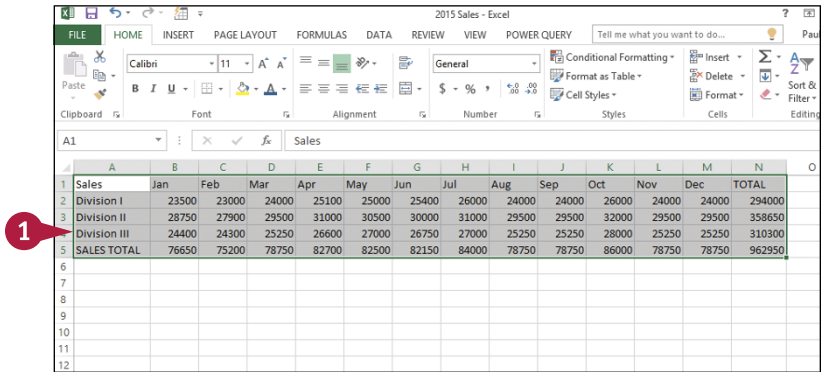 2015 Sales - Excel ?
FILE HOME INSERT PAGE LAYOUT FORMULAS DATA REVIEW VIEW POWER QUERY Tell me what you want to do... Pau
Paste Calibri 11 A A General Conditional Formatting Insert Σ A Z
B I U A $ % , .0 .00 .00 .0 Format as Table Delete Sort &
Cell Styles Format Filter
Clipboard Font Alignment Number Styles Cells Editing
A1 fx Sales
A B C D E F G H I J K L M N O
1 Sales Jan Feb Mar Apr May Jun Jul Aug Sep Oct Nov Dec TOTAL
2 Division I 23500 23000 24000 25100 25000 25400 26000 24000 24000 26000 24000 24000 294000
3 Division II 28750 27900 29500 31000 30500 30000 31000 29500 29500 32000 29500 29500 358650
1 Division III 24400 24300 25250 26600 27000 26750 27000 25250 25250 28000 25250 25250 310300
5 SALES TOTAL 76650 75200 78750 82700 82500 82150 84000 78750 78750 86000 78750 78750 962950
6
7
8
9
10
11
12